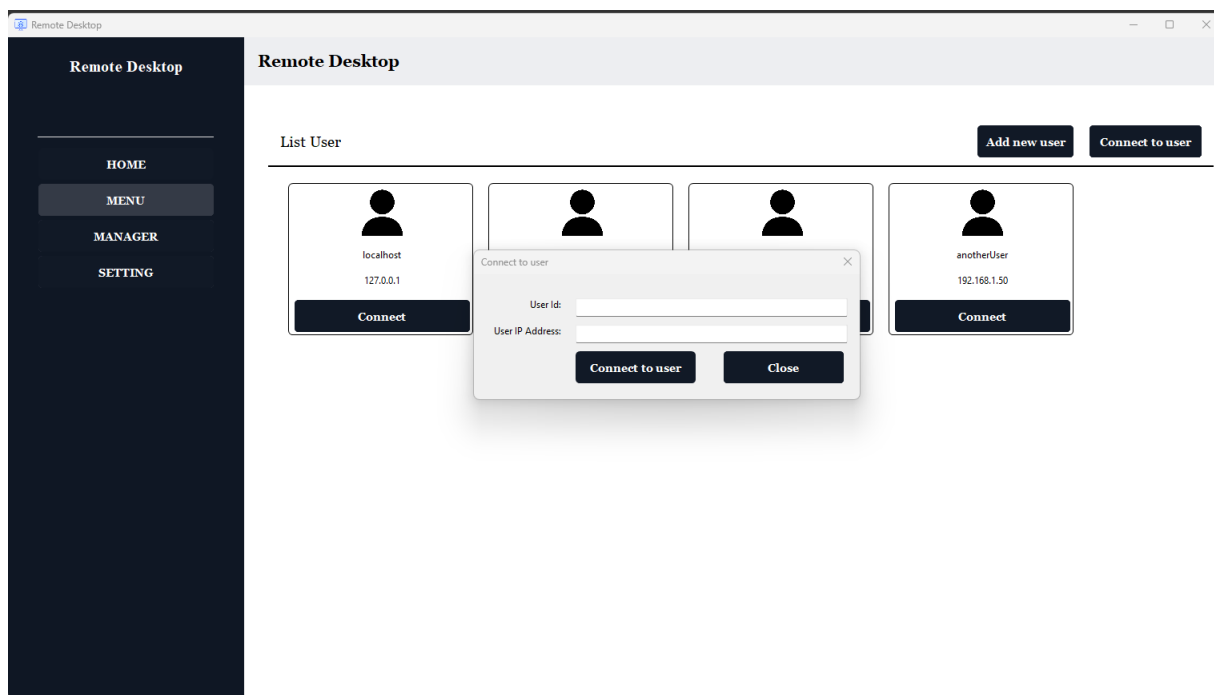 Remote Desktop
Remote Desktop
Remote Desktop
List User
Add new user
Connect to user
HOME
MENU
MANAGER
SETTING
localhost
127.0.0.1
Connect
anotherUser
192.168.1.50
Connect
Connect to user
User Id:
User IP Address:
Connect to user
Close